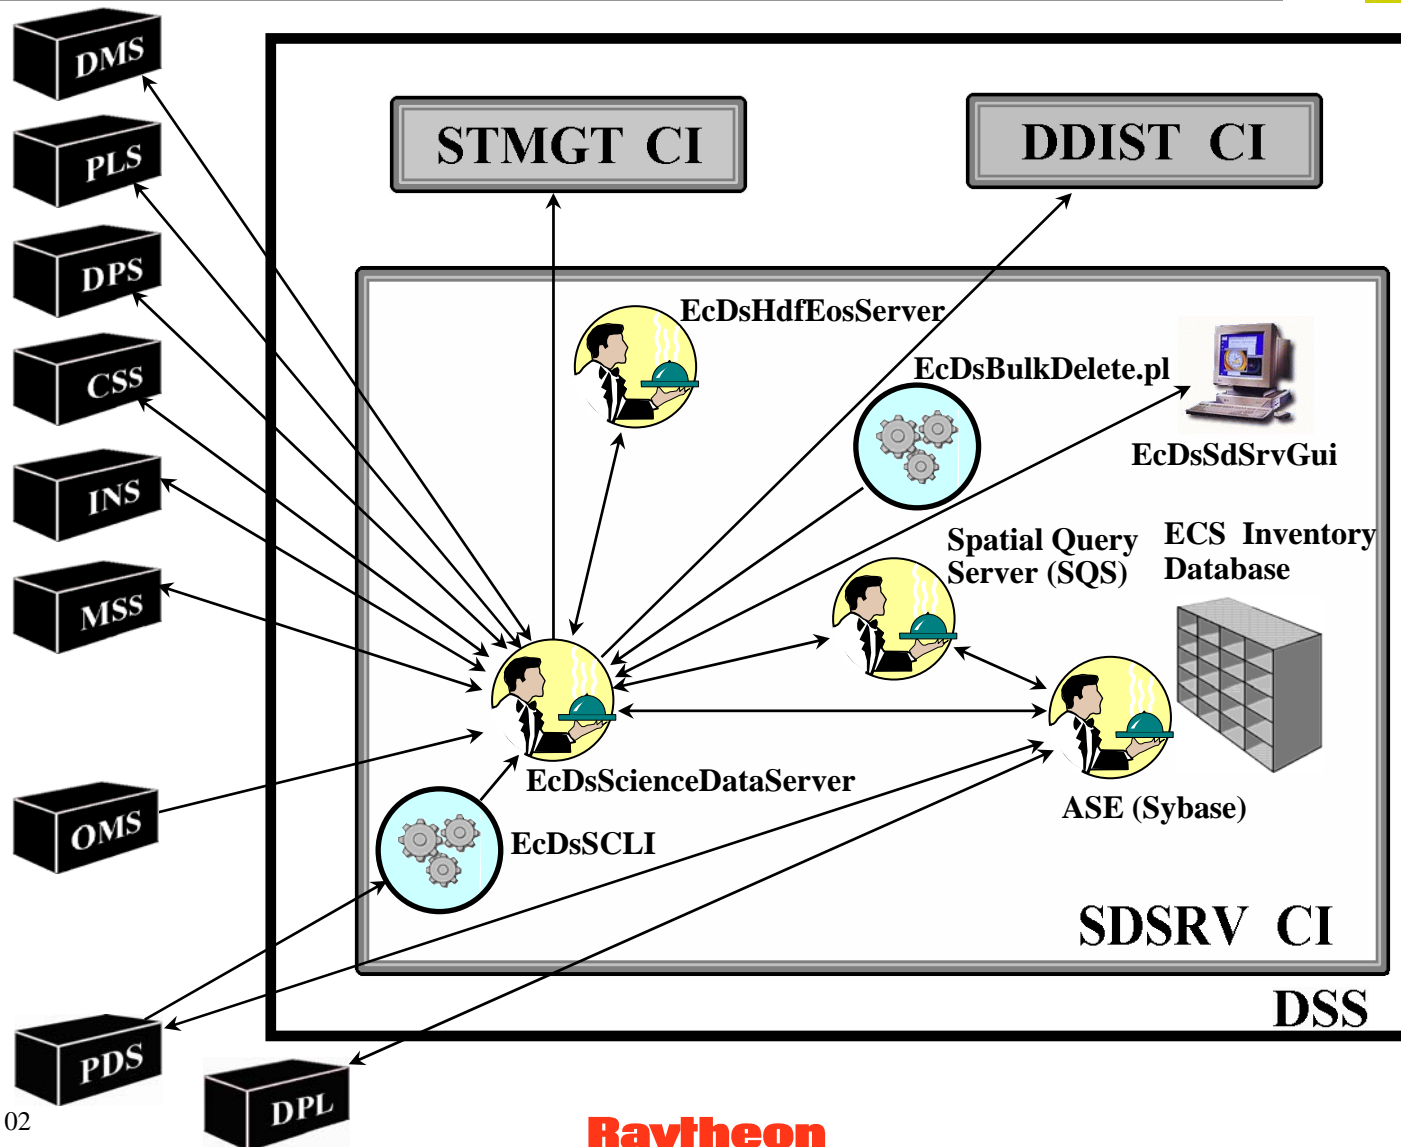 DMS
PLS
DPS
CSS
INS
MSS
OMS
PDS
DPL
STMGT CI
DDIST CI
EcDsHdfEosServer
EcDsBulkDelete.pl
EcDsSdSrvGui
Spatial Query
Server (SQS)
ECS Inventory
Database
EcDsScienceDataServer
ASE (Sybase)
EcDsSCLI
SDSRV CI
DSS
02
Raytheon